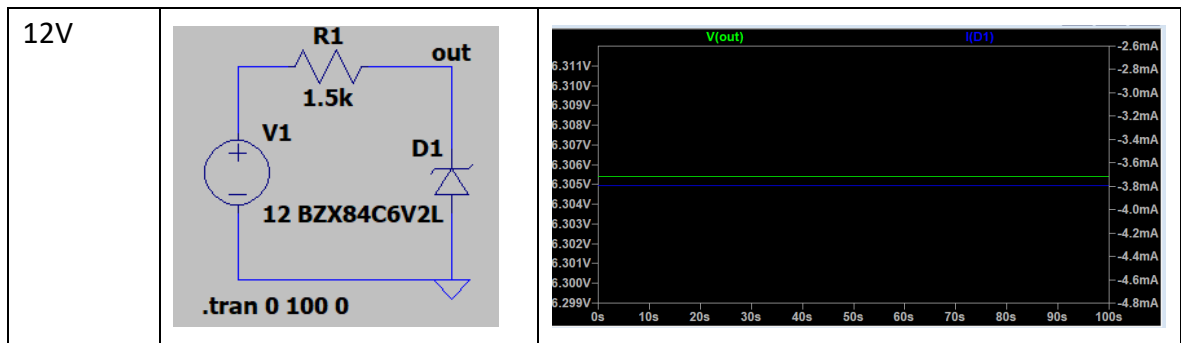 12V
R1
out
1.5k
V1
D1
12 BZX84C6V2L
.tran 0 100 0
V(out) I(D1)
6.311V
6.310V
6.309V
6.308V
6.307V
6.306V
6.305V
6.304V
6.303V
6.302V
6.301V
6.300V
6.299V
-2.6mA
-2.8mA
-3.0mA
-3.2mA
-3.4mA
-3.6mA
-3.8mA
-4.0mA
-4.2mA
-4.4mA
-4.6mA
-4.8mA
0s 10s 20s 30s 40s 50s 60s 70s 80s 90s 100s